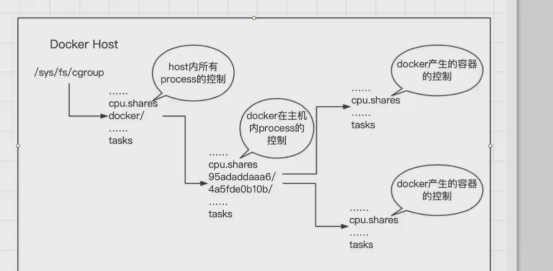 Docker Host
/sys/fs/cgroup
......
cpu.shares
docker/
......
tasks
host内所有
process的控制
docker在主机
内process的
控制
......
cpu.shares
95adaddaaa6/
4a5fde0b10b/
......
tasks
docker产生的容器
的控制
......
cpu.shares
......
tasks
docker产生的容器
的控制
......
cpu.shares
......
tasks